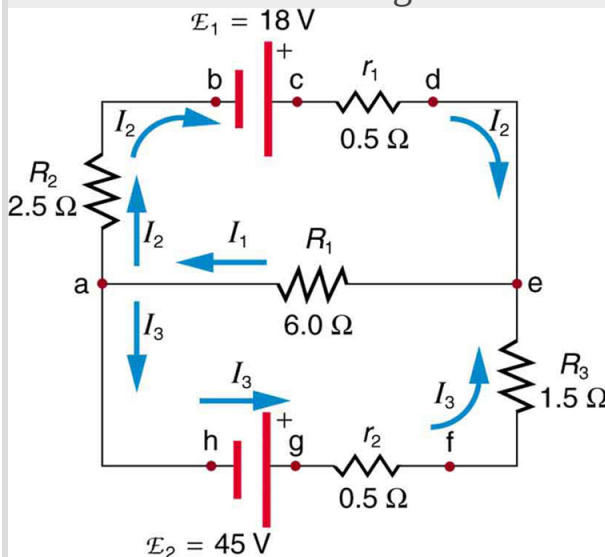 ℰ₁ = 18 V
+
b
c
r₁
d
I₂
0.5 Ω
I₂
R₂
2.5 Ω
I₂
I₁
R₁
a
e
6.0 Ω
I₃
R₃
1.5 Ω
I₃
I₃
+
h
g
r₂
f
0.5 Ω
ℰ₂ = 45 V